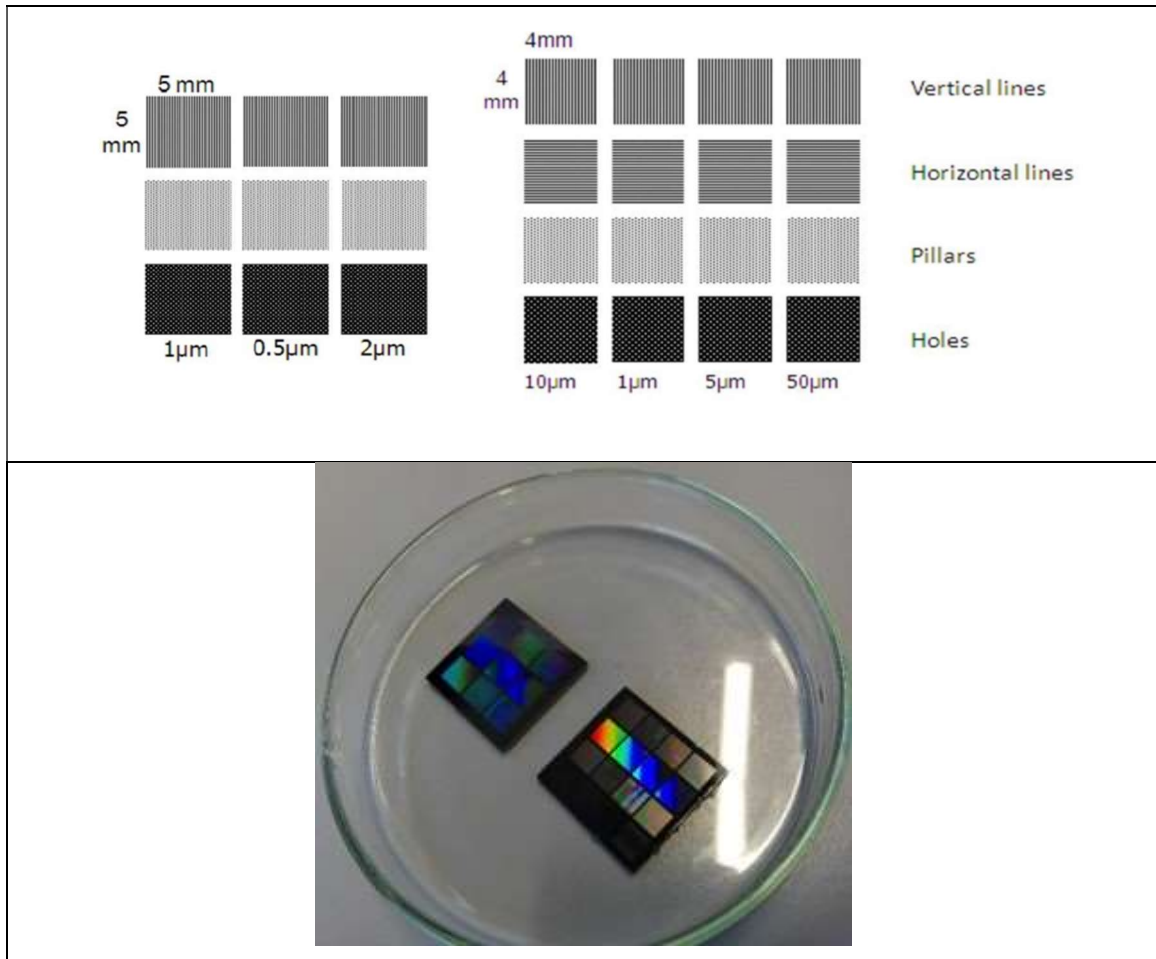 5 mm
5
mm
1μm 0.5μm 2μm
4mm
4
mm
Vertical lines
Horizontal lines
Pillars
Holes
10μm 1μm 5μm 50μm